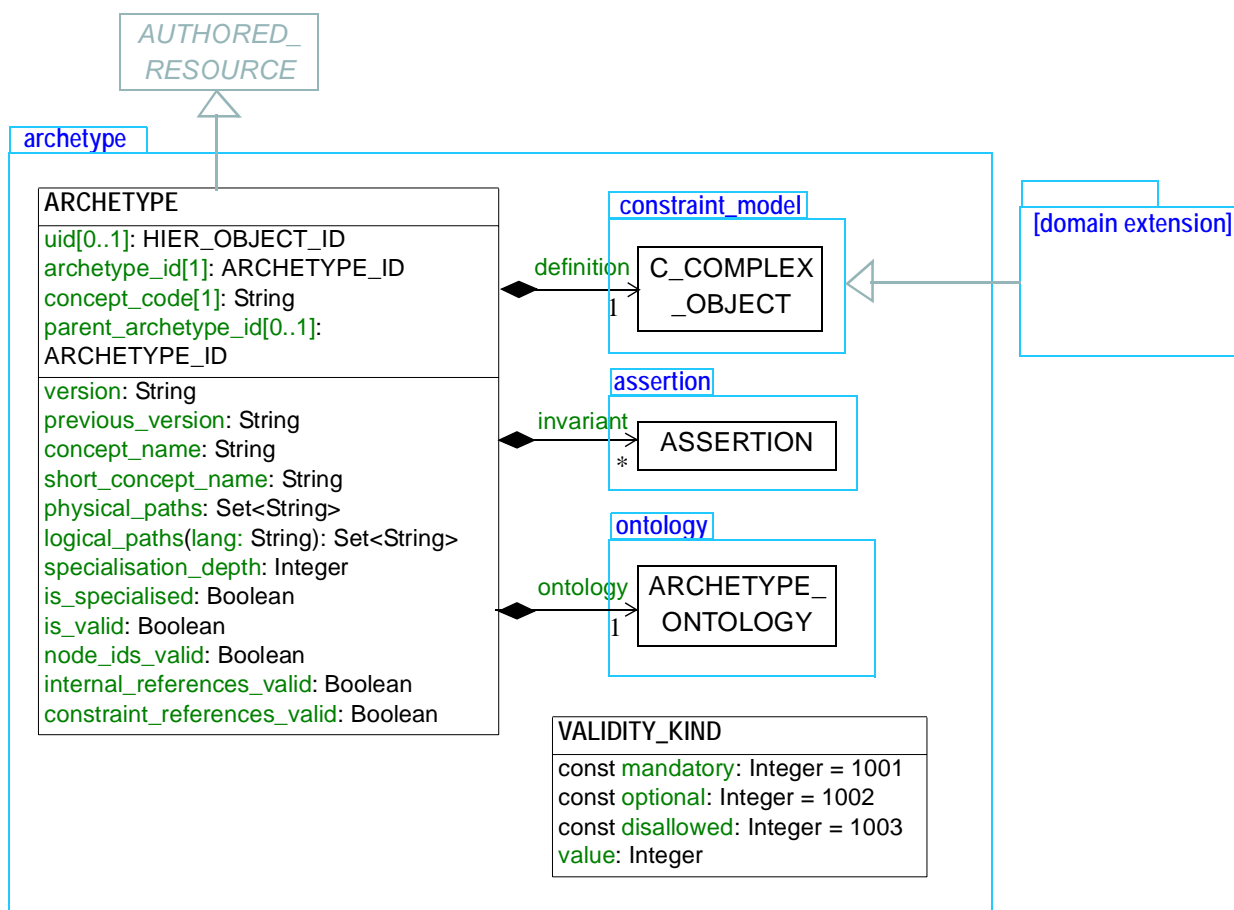 AUTHORED_
RESOURCE
archetype
ARCHETYPE
uid[0..1]: HIER_OBJECT_ID
archetype_id[1]: ARCHETYPE_ID
concept_code[1]: String
parent_archetype_id[0..1]:
ARCHETYPE_ID
version: String
previous_version: String
concept_name: String
short_concept_name: String
physical_paths: Set<String>
logical_paths(lang: String): Set<String>
specialisation_depth: Integer
is_specialised: Boolean
is_valid: Boolean
node_ids_valid: Boolean
internal_references_valid: Boolean
constraint_references_valid: Boolean
constraint_model
definition
1
C_COMPLEX
_OBJECT
[domain extension]
assertion
invariant
*
ASSERTION
ontology
ontology
1
ARCHETYPE_
ONTOLOGY
VALIDITY_KIND
const mandatory: Integer = 1001
const optional: Integer = 1002
const disallowed: Integer = 1003
value: Integer